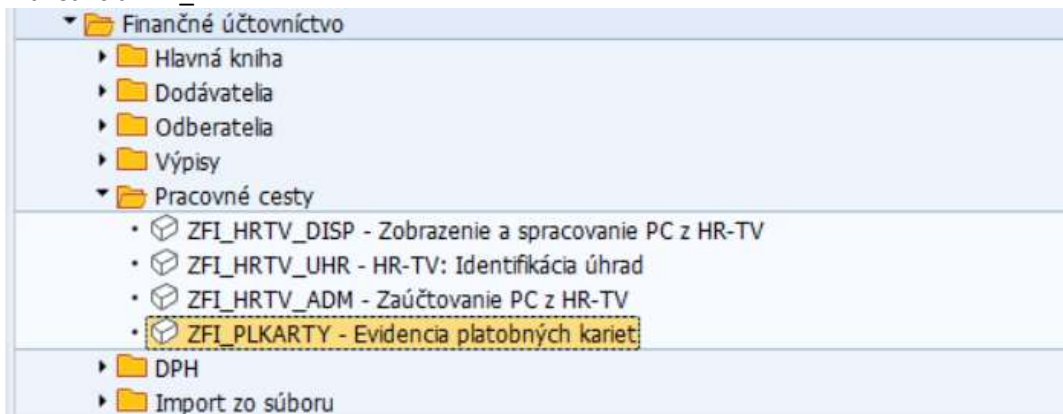 Finančné účtovníctvo
Hlavná kniha
Dodávatelia
Odberatelia
Výpisy
Pracovné cesty
ZFI_HRTV_DISP - Zobrazenie a spracovanie PC z HR-TV
ZFI_HRTV_UHR - HR-TV: Identifikácia úhrad
ZFI_HRTV_ADM - Zaúčtovanie PC z HR-TV
ZFI_PLKARTY - Evidencia platobných kariet
DPH
Import zo súboru